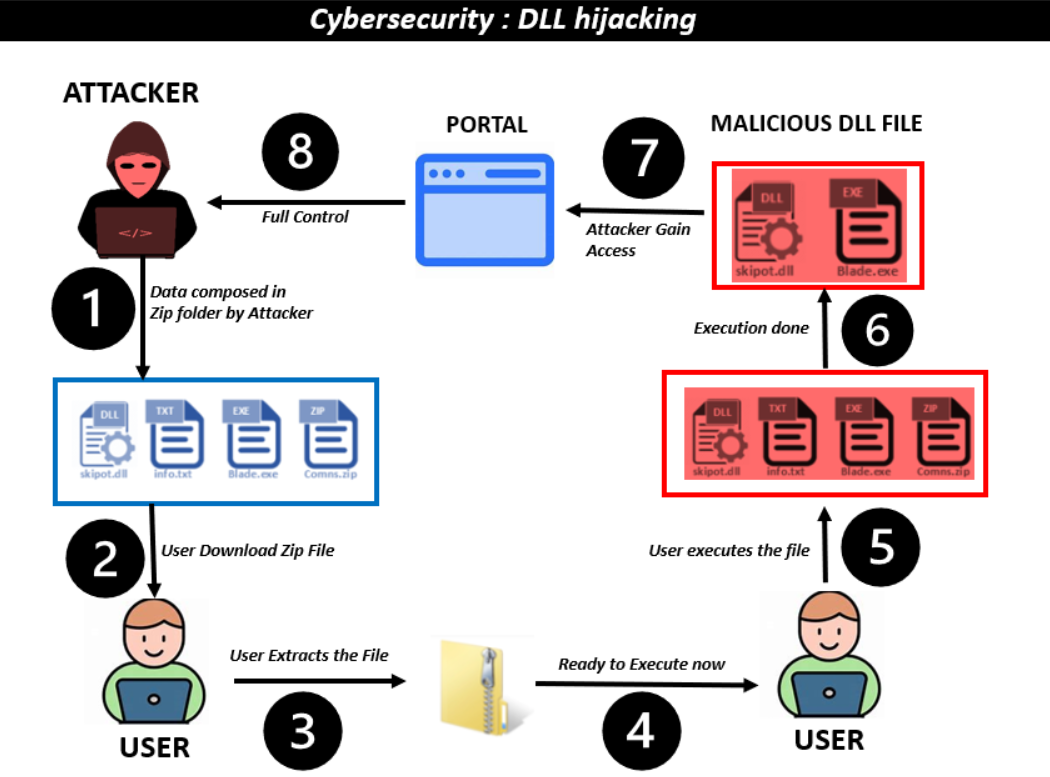 Cybersecurity : DLL hijacking
ATTACKER
8
PORTAL
7
MALICIOUS DLL FILE
DLL
EXE
skipot.dll
Blade.exe
Full Control
Attacker Gain
Access
</>
1
Data composed in
Zip folder by Attacker
Execution done
6
DLL
TXT
EXE
ZIP
skipot.dll
info.txt
Blade.exe
Comns.zip
DLL
TXT
EXE
ZIP
skipot.dll
info.txt
Blade.exe
Comns.zip
2
User Download Zip File
User executes the file
5
User Extracts the File
3
Ready to Execute now
4
USER
USER